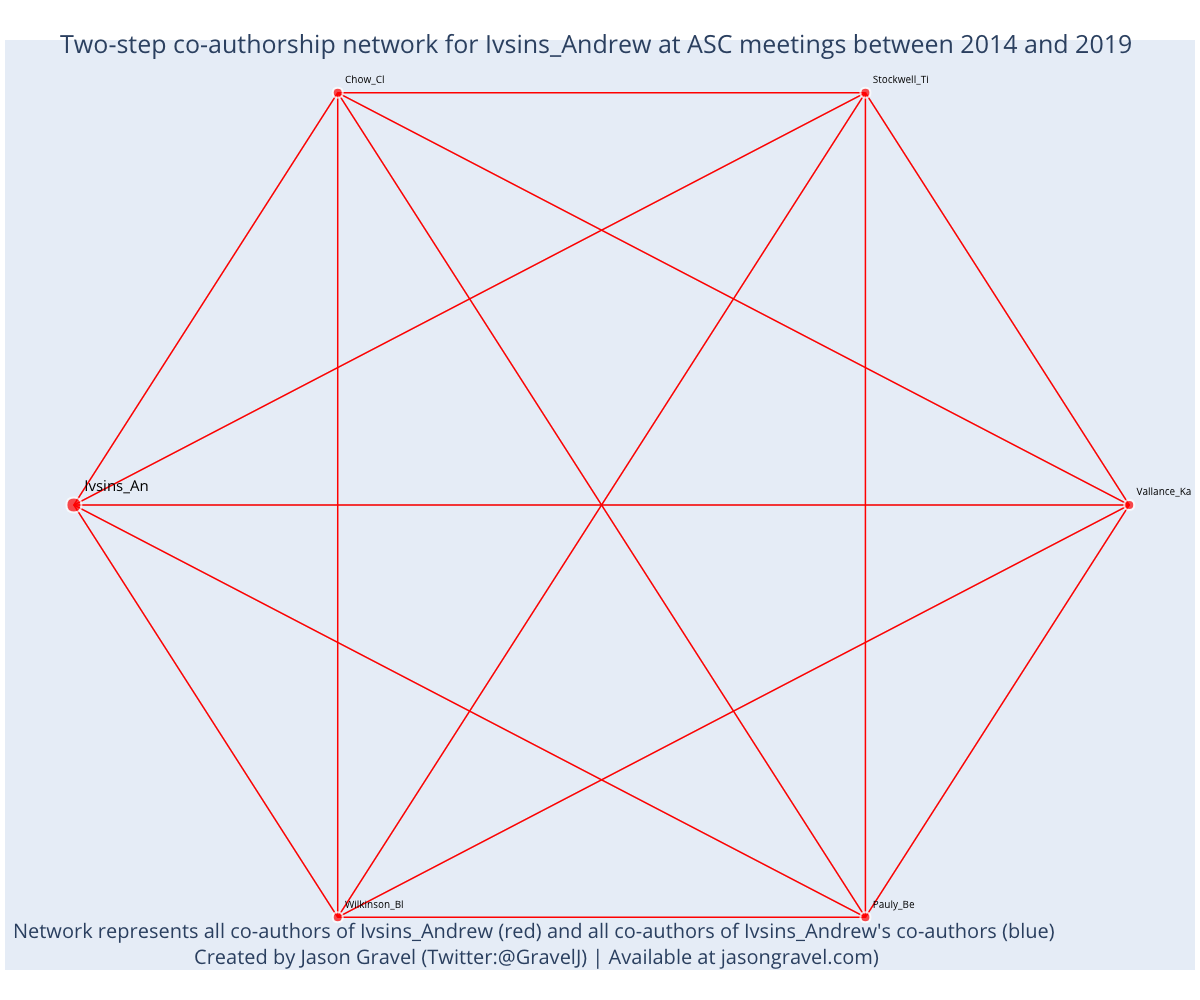 Two-step co-authorship network for Ivsins_Andrew at ASC meetings between 2014 and 2019
Chow_Cl
Stockwell_Ti
Ivsins_An
Vallance_Ka
Wilkinson_Bl
Pauly_Be
Network represents all co-authors of Ivsins_Andrew (red) and all co-authors of Ivsins_Andrew's co-authors (blue)
Created by Jason Gravel (Twitter:@GravelJ) | Available at jasongravel.com)